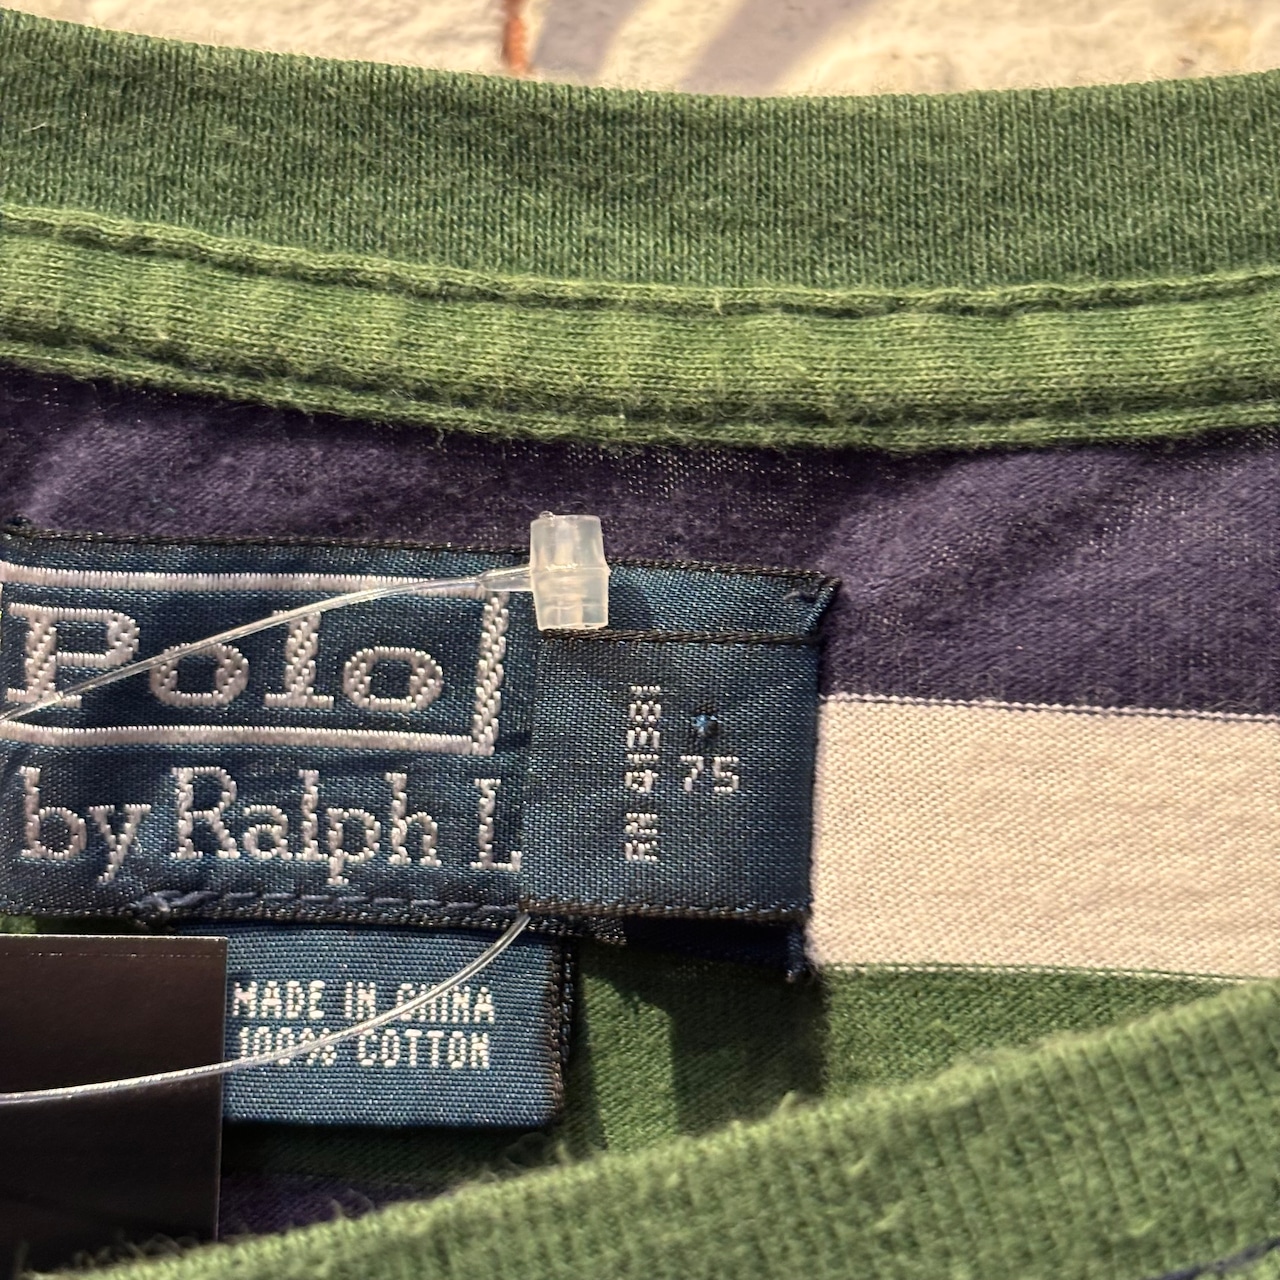 Polo
by Ralph L
75
MADE IN CHINA
100% COTTON